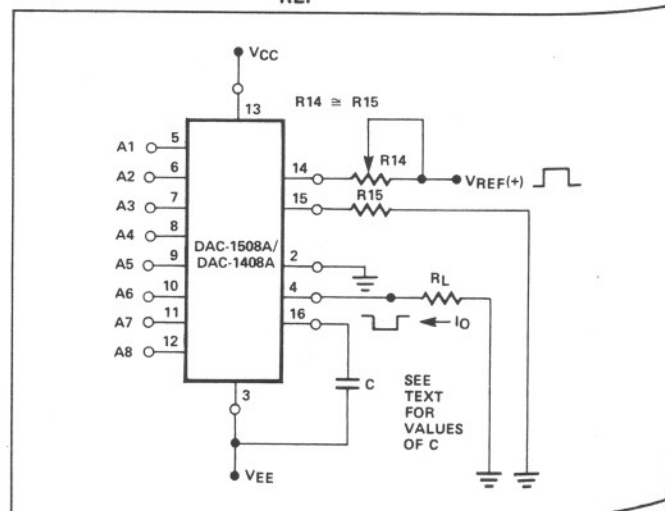 REF
VCC
13
R14 ≅ R15
A1 5
A2 6
A3 7
A4 8
A5 9
A6 10
A7 11
A8 12
DAC-1508A/
DAC-1408A
14 R14 VREF(+)
15 R15
2
4 RL
IO
16
C
SEE
TEXT
FOR
VALUES
OF C
3
VEE